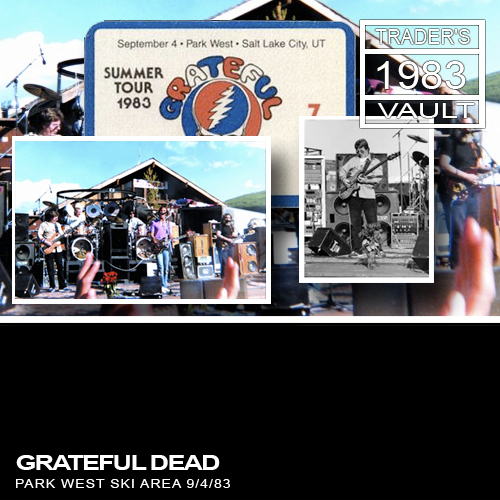 September 4 • Park West • Salt Lake City, UT
SUMMER
TOUR
1983
GRATEFUL
7
TRADER'S
1983
VAULT
GRATEFUL DEAD
PARK WEST SKI AREA 9/4/83